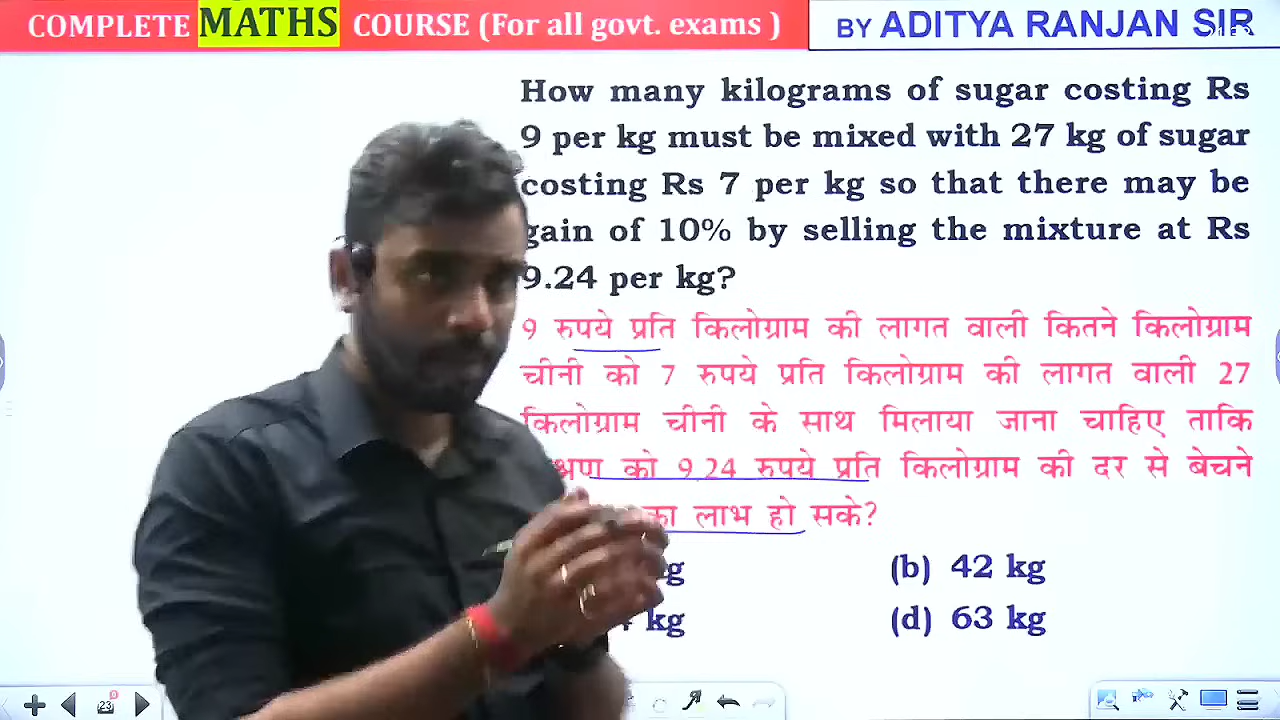 COMPLETE MATHS COURSE (For all govt. exams )
BY ADITYA RANJAN SIR
How many kilograms of sugar costing Rs
9 per kg must be mixed with 27 kg of sugar
costing Rs 7 per kg so that there may be
gain of 10% by selling the mixture at Rs
9.24 per kg?
9 रुपये प्रति किलोग्राम की लागत वाली कितने किलोग्राम
चीनी को 7 रुपये प्रति किलोग्राम की लागत वाली 27
किलोग्राम चीनी के साथ मिलाया जाना चाहिए ताकि
को 9.24 रुपये प्रति किलोग्राम की दर से बेचने
का लाभ हो सके?
(b) 42 kg
kg
(d) 63 kg
23